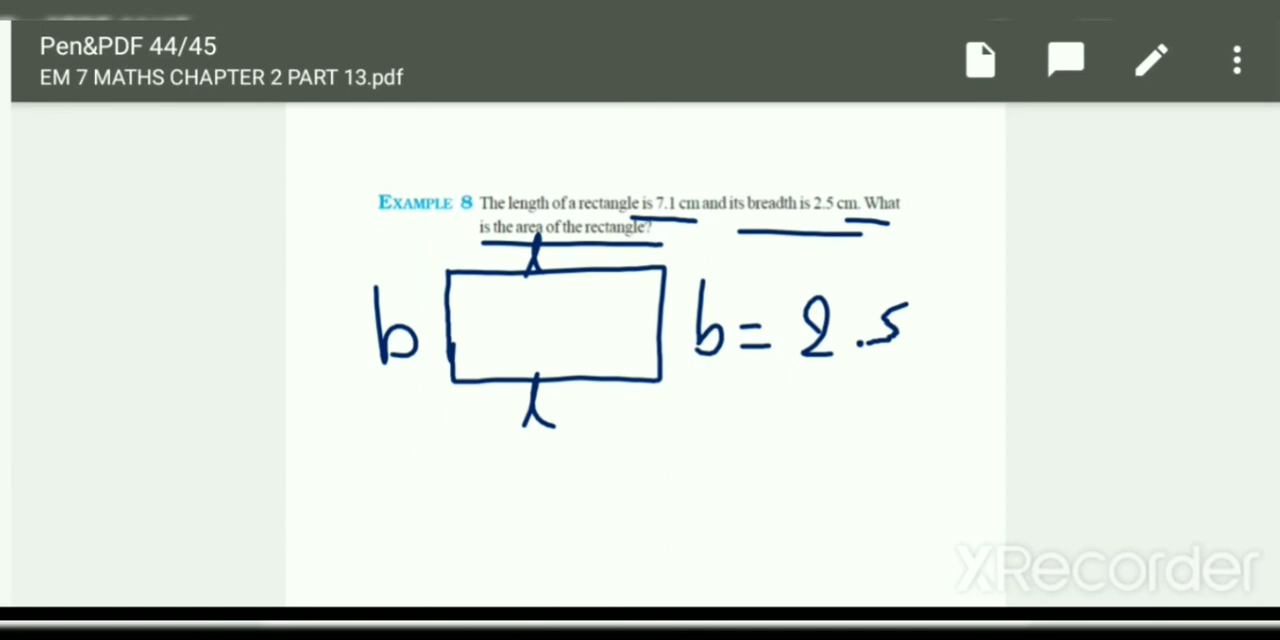 Pen&PDF 44/45
EM 7 MATHS CHAPTER 2 PART 13.pdf
EXAMPLE 8 The length of a rectangle is 7.1 cm and its breadth is 2.5 cm. What
is the area of the rectangle?
l
b b = 2.5
l
XRecorder